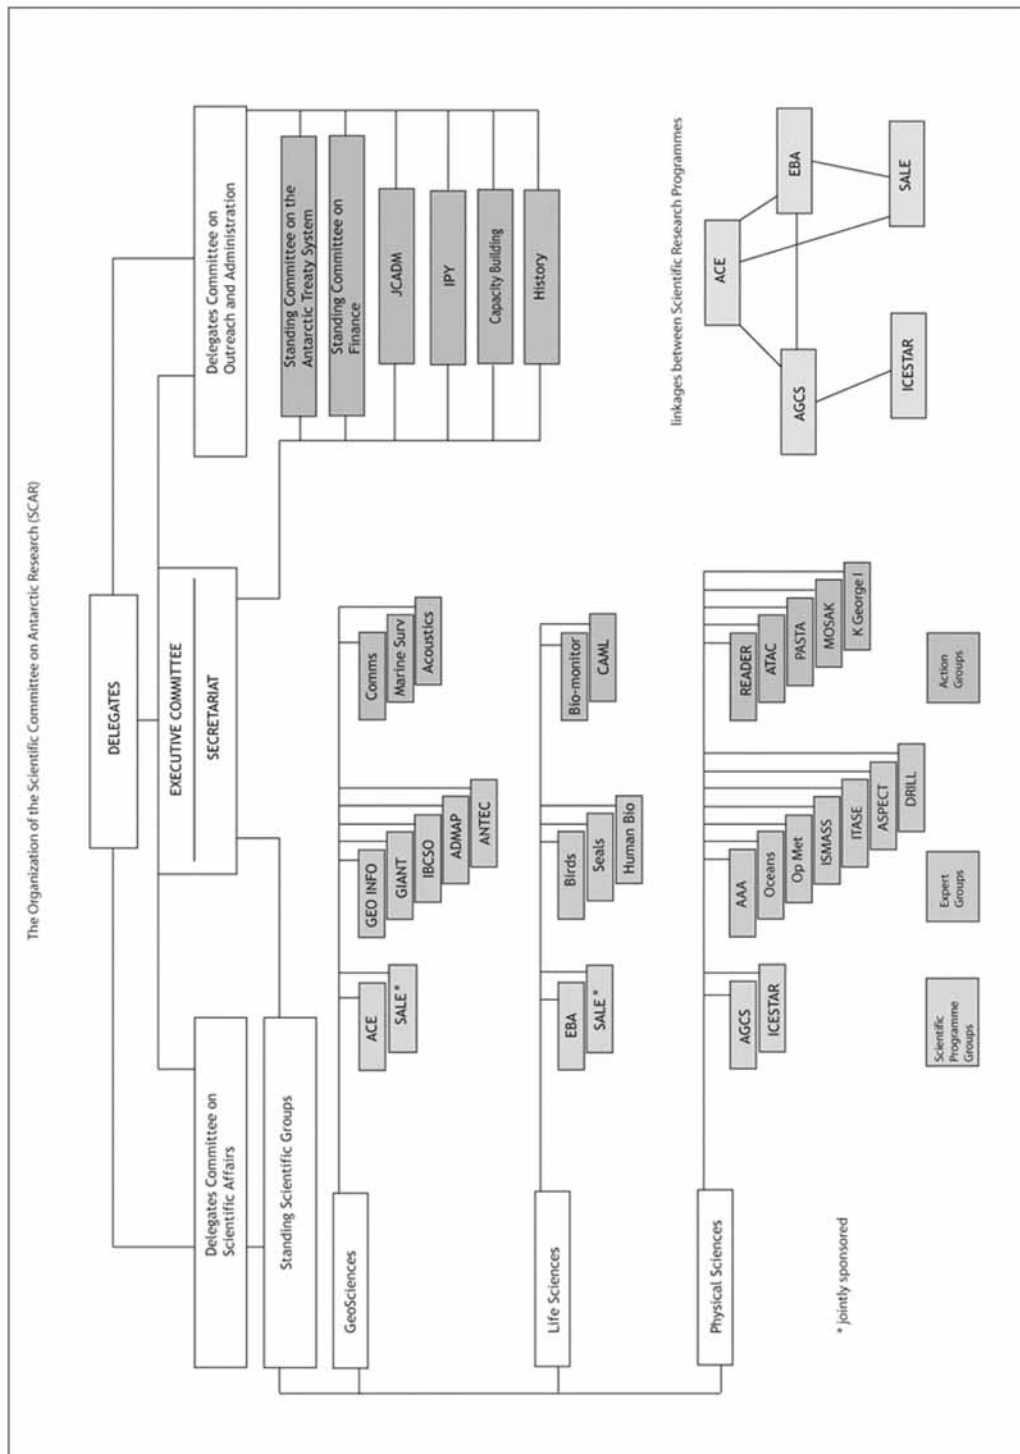 The Organization of the Scientific Committee on Antarctic Research (SCAR)
DELEGATES
EXECUTIVE COMMITTEE
SECRETARIAT
Delegates Committee on
Scientific Affairs
Standing Scientific Groups
Delegates Committee on
Outreach and Administration
Standing Committee on the
Antarctic Treaty System
Standing Committee on
Finance
JCADM
IPY
Capacity Building
History
GeoSciences
ACE
SALE *
GEO INFO
GIANT
IBCSO
ADMAP
ANTEC
Comms
Marine Surv
Acoustics
Life Sciences
EBA
SALE *
Birds
Seals
Human Bio
Bio-monitor
CAML
Physical Sciences
AGCS
ICESTAR
AAA
Oceans
Op Met
ISMASS
ITASE
ASPECT
DRILL
READER
ATAC
PASTA
MOSAK
K George I
linkages between Scientific Research Programmes
ACE
AGCS
EBA
ICESTAR
SALE
* jointly sponsored
Scientific
Programme
Groups
Expert
Groups
Action
Groups